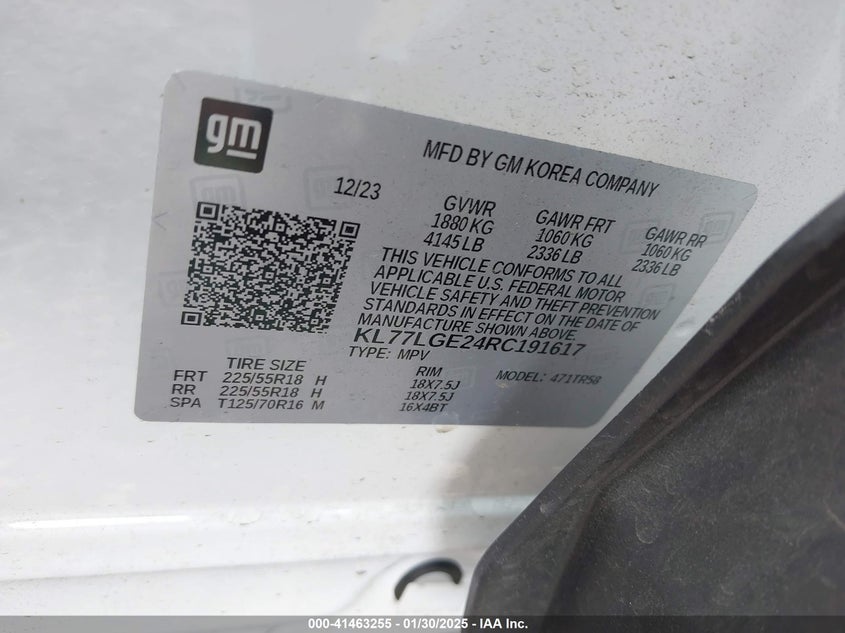 gm
MFD BY GM KOREA COMPANY
12/23
GVWR GAWR FRT GAWR RR
1880 KG 1060 KG 1060 KG
4145 LB 2336 LB 2336 LB
THIS VEHICLE CONFORMS TO ALL
APPLICABLE U.S. FEDERAL MOTOR
VEHICLE SAFETY AND THEFT PREVENTION
STANDARDS IN EFFECT ON THE DATE OF
MANUFACTURE SHOWN ABOVE.
KL77LGE24RC191617
TYPE: MPV MODEL: 471TR58
TIRE SIZE RIM
FRT 225/55R18 H 18X7.5J
RR 225/55R18 H 18X7.5J
SPA T125/70R16 M 16X4BT
000-41463255 - 01/30/2025 - IAA Inc.